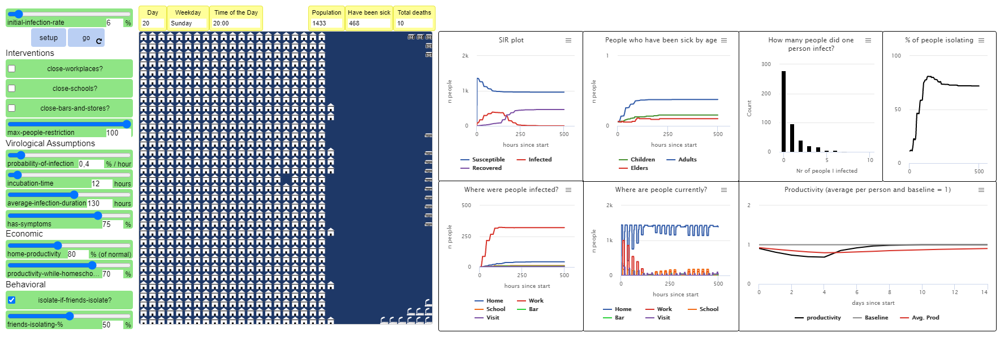 initial-infection-rate 6 %
setup go
Interventions
close-workplaces?
close-schools?
close-bars-and-stores?
max-people-restriction 100
Virological Assumptions
probability-of-infection 0,4 % / hour
incubation-time 12 hours
average-infection-duration 130 hours
has-symptoms 75 %
Economic
home-productivity 80 % (of normal)
productivity-while-homescho... 70 %
Behavioral
isolate-if-friends-isolate?
friends-isolating-% 50 %
Day Weekday Time of the Day
20 Sunday 20:00
Population Have been sick Total deaths
1433 468 10
SIR plot
2k
1k
0
n people
0 500
hours since start
Susceptible Infected
Recovered
People who have been sick by age
1
0
n people
0 250 500
hours since start
Children Adults
Elders
How many people did one
person infect?
300
200
100
0
Count
0 5 10
Nr of people I infected
% of people isolating
100
50
0
0 500
Where were people infected?
500
250
0
n people
0 250 500
hours since start
Home Work
School Bar
Visit
Where are people currently?
2k
1k
0
n people
0 250 500
hours since start
Home Work School
Bar Visit
Productivity (average per person and baseline = 1)
2
1
0
0 2 4 6 8 10 12 14
days since start
productivity Baseline Avg. Prod